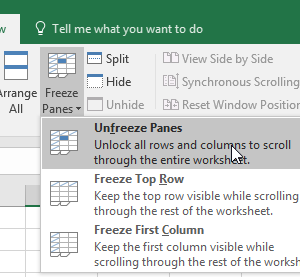 w
Tell me what you want to do
Split
View Side by Side
Hide
Synchronous Scrolling
Arrange
All
Freeze
Panes
Unhide
Reset Window Position
Unfreeze Panes
Unlock all rows and columns to scroll
through the entire worksheet.
Freeze Top Row
Keep the top row visible while scrolling
through the rest of the worksheet.
Freeze First Column
Keep the first column visible while
scrolling through the rest of the worksh